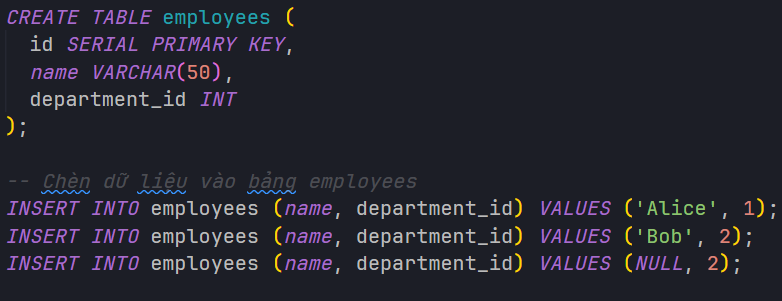 CREATE TABLE employees (
  id SERIAL PRIMARY KEY,
  name VARCHAR(50),
  department_id INT
);

-- Chèn dữ liệu vào bảng employees
INSERT INTO employees (name, department_id) VALUES ('Alice', 1);
INSERT INTO employees (name, department_id) VALUES ('Bob', 2);
INSERT INTO employees (name, department_id) VALUES (NULL, 2);